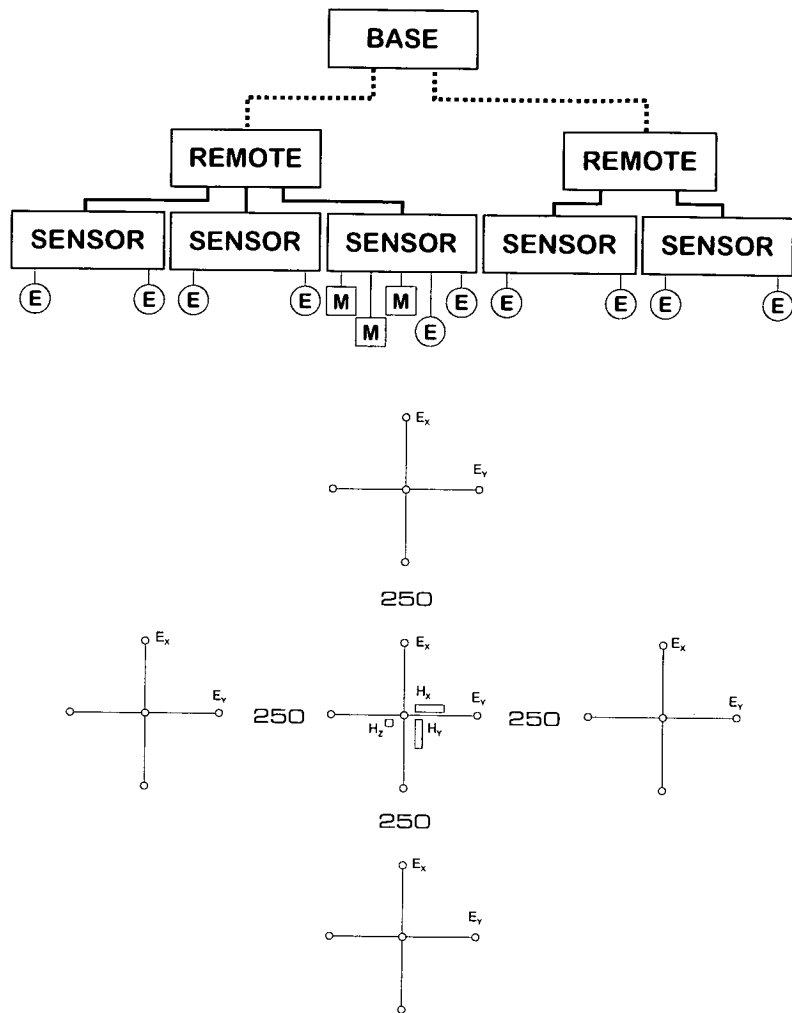 BASE
REMOTE REMOTE
SENSOR SENSOR SENSOR SENSOR SENSOR
E E E E M M E E E E E
M E
Eₓ
Eᵧ
250
Eₓ Eₓ Eₓ
Hₓ
Eᵧ 250 Eᵧ 250 Eᵧ
H_Z Hᵧ
250
Eₓ
Eᵧ